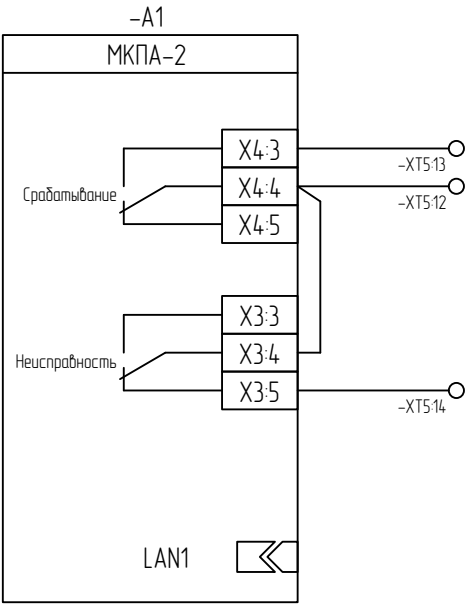 -A1
МКПА-2
X4:3
-XT5:13
Срабатывание
X4:4
-XT5:12
X4:5
X3:3
Неисправность
X3:4
X3:5
-XT5:14
LAN1